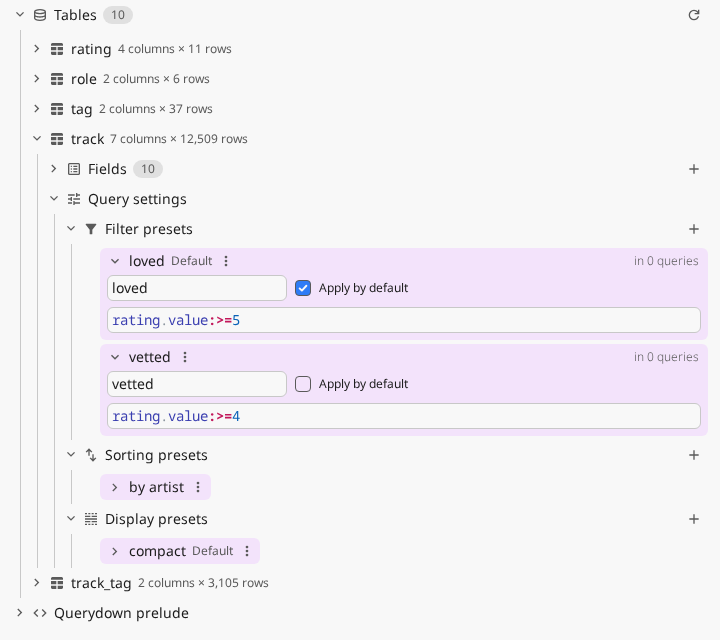 Tables 10
rating 4 columns × 11 rows
role 2 columns × 6 rows
tag 2 columns × 37 rows
track 7 columns × 12,509 rows
Fields 10
Query settings
Filter presets
loved Default in 0 queries
loved Apply by default
rating.value:>=5
vetted in 0 queries
vetted Apply by default
rating.value:>=4
Sorting presets
by artist
Display presets
compact Default
track_tag 2 columns × 3,105 rows
Querydown prelude